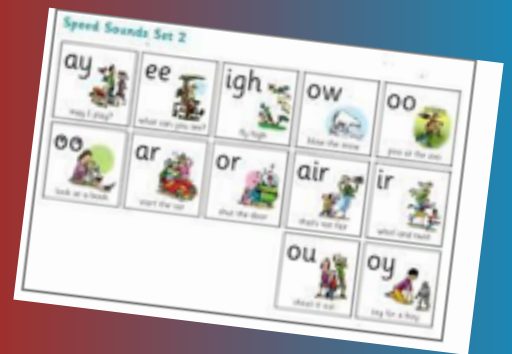 Speed Sounds Set 2
ay ee igh ow oo
may I play? what can you see? fly high blow the snow poo at the zoo
oo ar or air ir
look at a book start the car shut the door that's not fair whirl and twirl
ou oy
shout it out toy for a boy